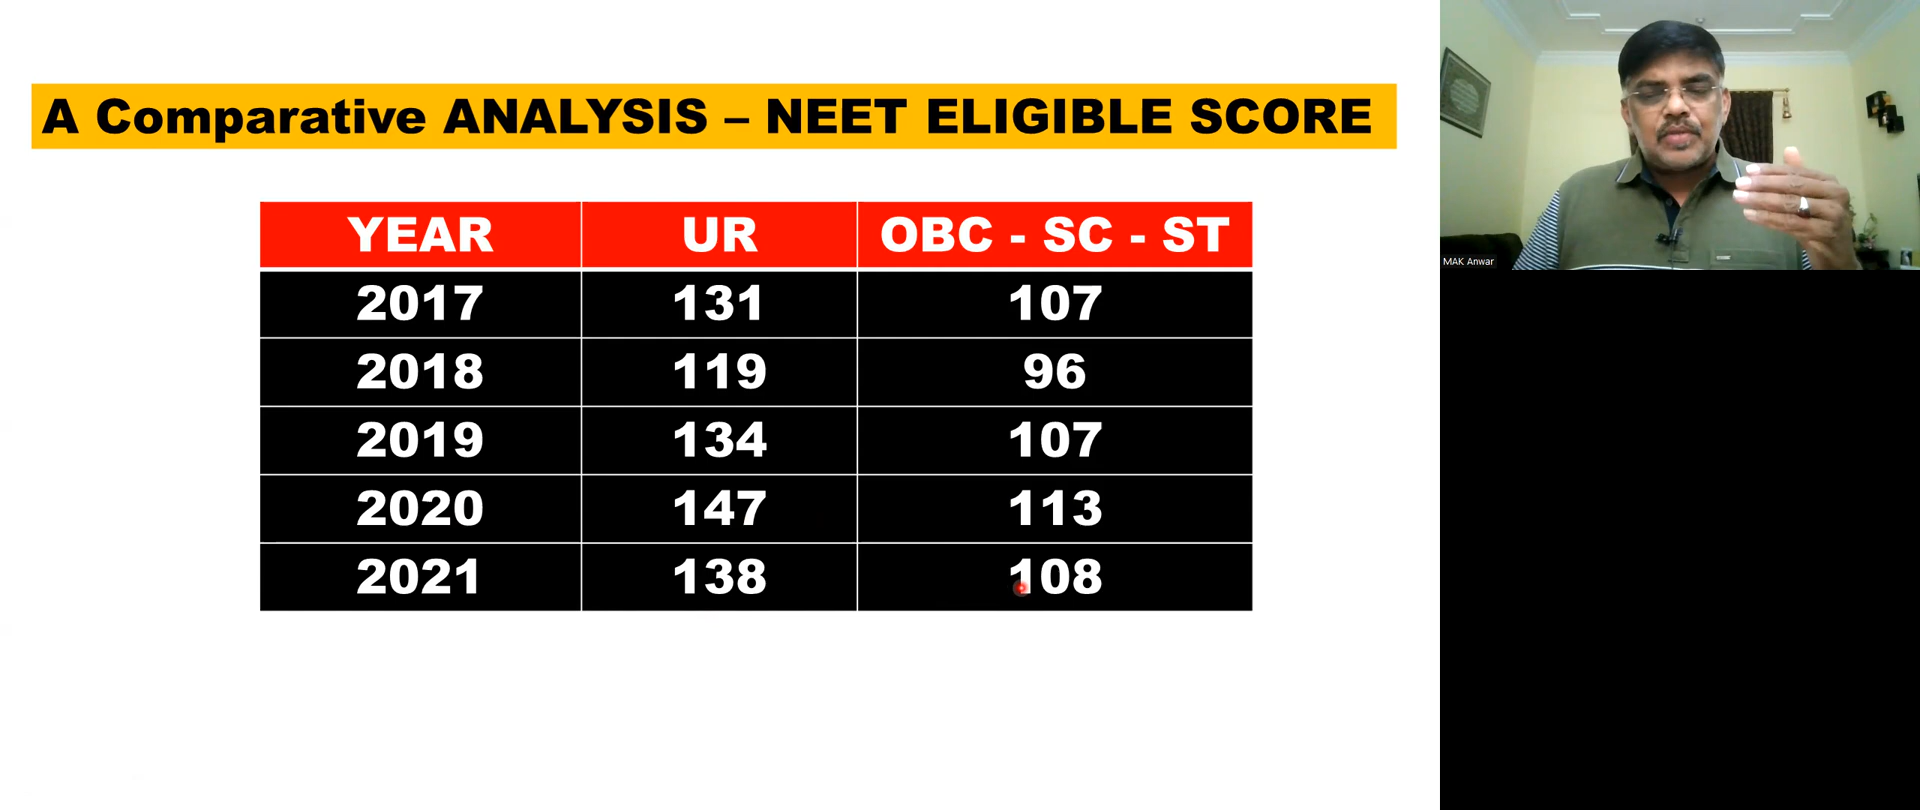 A Comparative ANALYSIS – NEET ELIGIBLE SCORE
YEAR UR OBC - SC - ST
2017 131 107
2018 119 96
2019 134 107
2020 147 113
2021 138 108
MAK Anwar